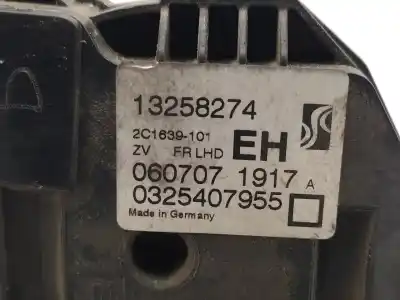 13258274
2C1639-101
ZV FR LHD EH
060707 1917 A
0325407955
Made in Germany